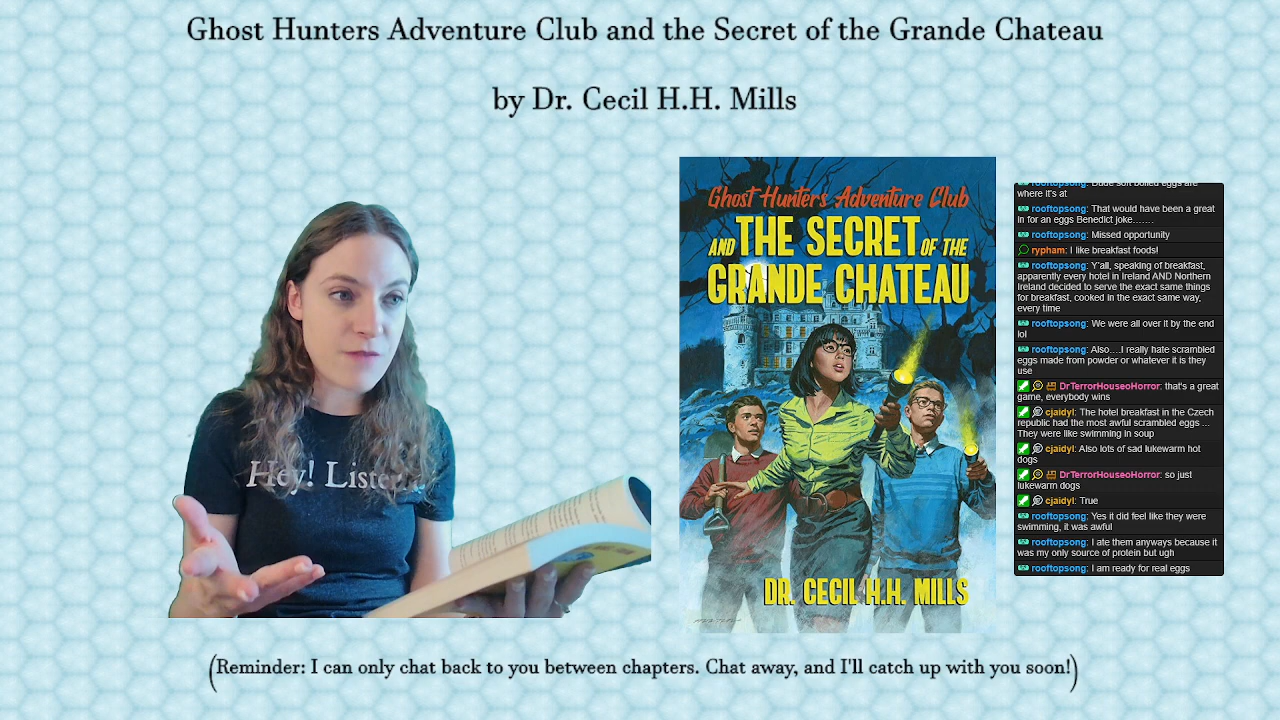 Ghost Hunters Adventure Club and the Secret of the Grande Chateau
by Dr. Cecil H.H. Mills
Hey! Listen
Ghost Hunters Adventure Club
AND THE SECRET OF THE
GRANDE CHATEAU
DR. CECIL H.H. MILLS
rooftopsong: Dude soft boiled eggs are
where it's at
rooftopsong: That would have been a great
in for an eggs Benedict joke.......
rooftopsong: Missed opportunity
rypham: I like breakfast foods!
rooftopsong: Y'all, speaking of breakfast,
apparently every hotel in Ireland AND Northern
Ireland decided to serve the exact same things
for breakfast, cooked in the exact same way,
every time
rooftopsong: We were all over it by the end
lol
rooftopsong: Also....I really hate scrambled
eggs made from powder or whatever it is they
use
DrTerrorHouseoHorror: that's a great
game, everybody wins
cjaidyl: The hotel breakfast in the Czech
republic had the most awful scrambled eggs ...
They were like swimming in soup
cjaidyl: Also lots of sad lukewarm hot
dogs
DrTerrorHouseoHorror: so just
lukewarm dogs
cjaidyl: True
rooftopsong: Yes it did feel like they were
swimming, it was awful
rooftopsong: I ate them anyways because it
was my only source of protein but ugh
rooftopsong: I am ready for real eggs
(Reminder: I can only chat back to you between chapters. Chat away, and I'll catch up with you soon!)